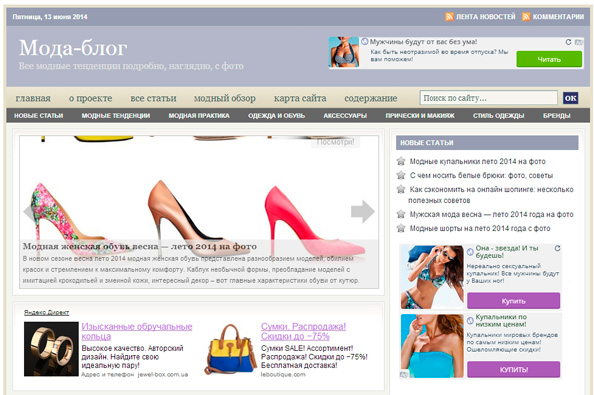 Пятница, 13 июня 2014
ЛЕНТА НОВОСТЕЙ КОММЕНТАРИИ
Мода-блог
Все модные тенденции подробно, наглядно, с фото
Мужчины будут от вас без ума!
Как быть неотразимой во время отпуска? Мы
вам поможем!
Читать
главная о проекте все статьи модный обзор карта сайта содержание
Поиск по сайту...
ОК
НОВЫЕ СТАТЬИ МОДНЫЕ ТЕНДЕНЦИИ МОДНАЯ ПРАКТИКА ОДЕЖДА И ОБУВЬ АКСЕССУАРЫ ПРИЧЕСКИ И МАКИЯЖ СТИЛЬ ОДЕЖДЫ БРЕНДЫ
Посмотри!
Модная женская обувь весна — лето 2014 на фото
В новом сезоне весна лето 2014 модная женская обувь представлена разнообразием моделей, обилием
красок и стремлением к максимальному комфорту. Каблук необычной формы, преобладание моделей с
имитацией крокодильей и змеиной кожи, интересный декор – вот главные характеристики обуви от кутюр.
Яндекс.Директ
Изысканные обручальные
кольца
Высокое качество. Авторский
дизайн. Найдите свою
идеальную пару!
Адрес и телефон jewel-box.com.ua
Сумки. Распродажа!
Скидки до −75%
Сумки SALE! Ассортимент!
Распродажа! Скидки до −75%!
Бесплатная доставка!
leboutique.com
НОВЫЕ СТАТЬИ
Модные купальники лето 2014 на фото
С чем носить белые брюки: фото, советы
Как сэкономить на онлайн шопинге: несколько
полезных советов
Мужская мода весна — лето 2014 года на фото
Модные шорты на лето 2014 года с фото
Она - звезда! И ты
будешь!
Нереально сексуальный
купальник! Все мужчины будут
у Ваших ног!
Купить
Купальники по
низким ценам!
Купальники мировых брендов
по самым низким ценам!
Ошеломляющие скидки!
КУПИТЬ!